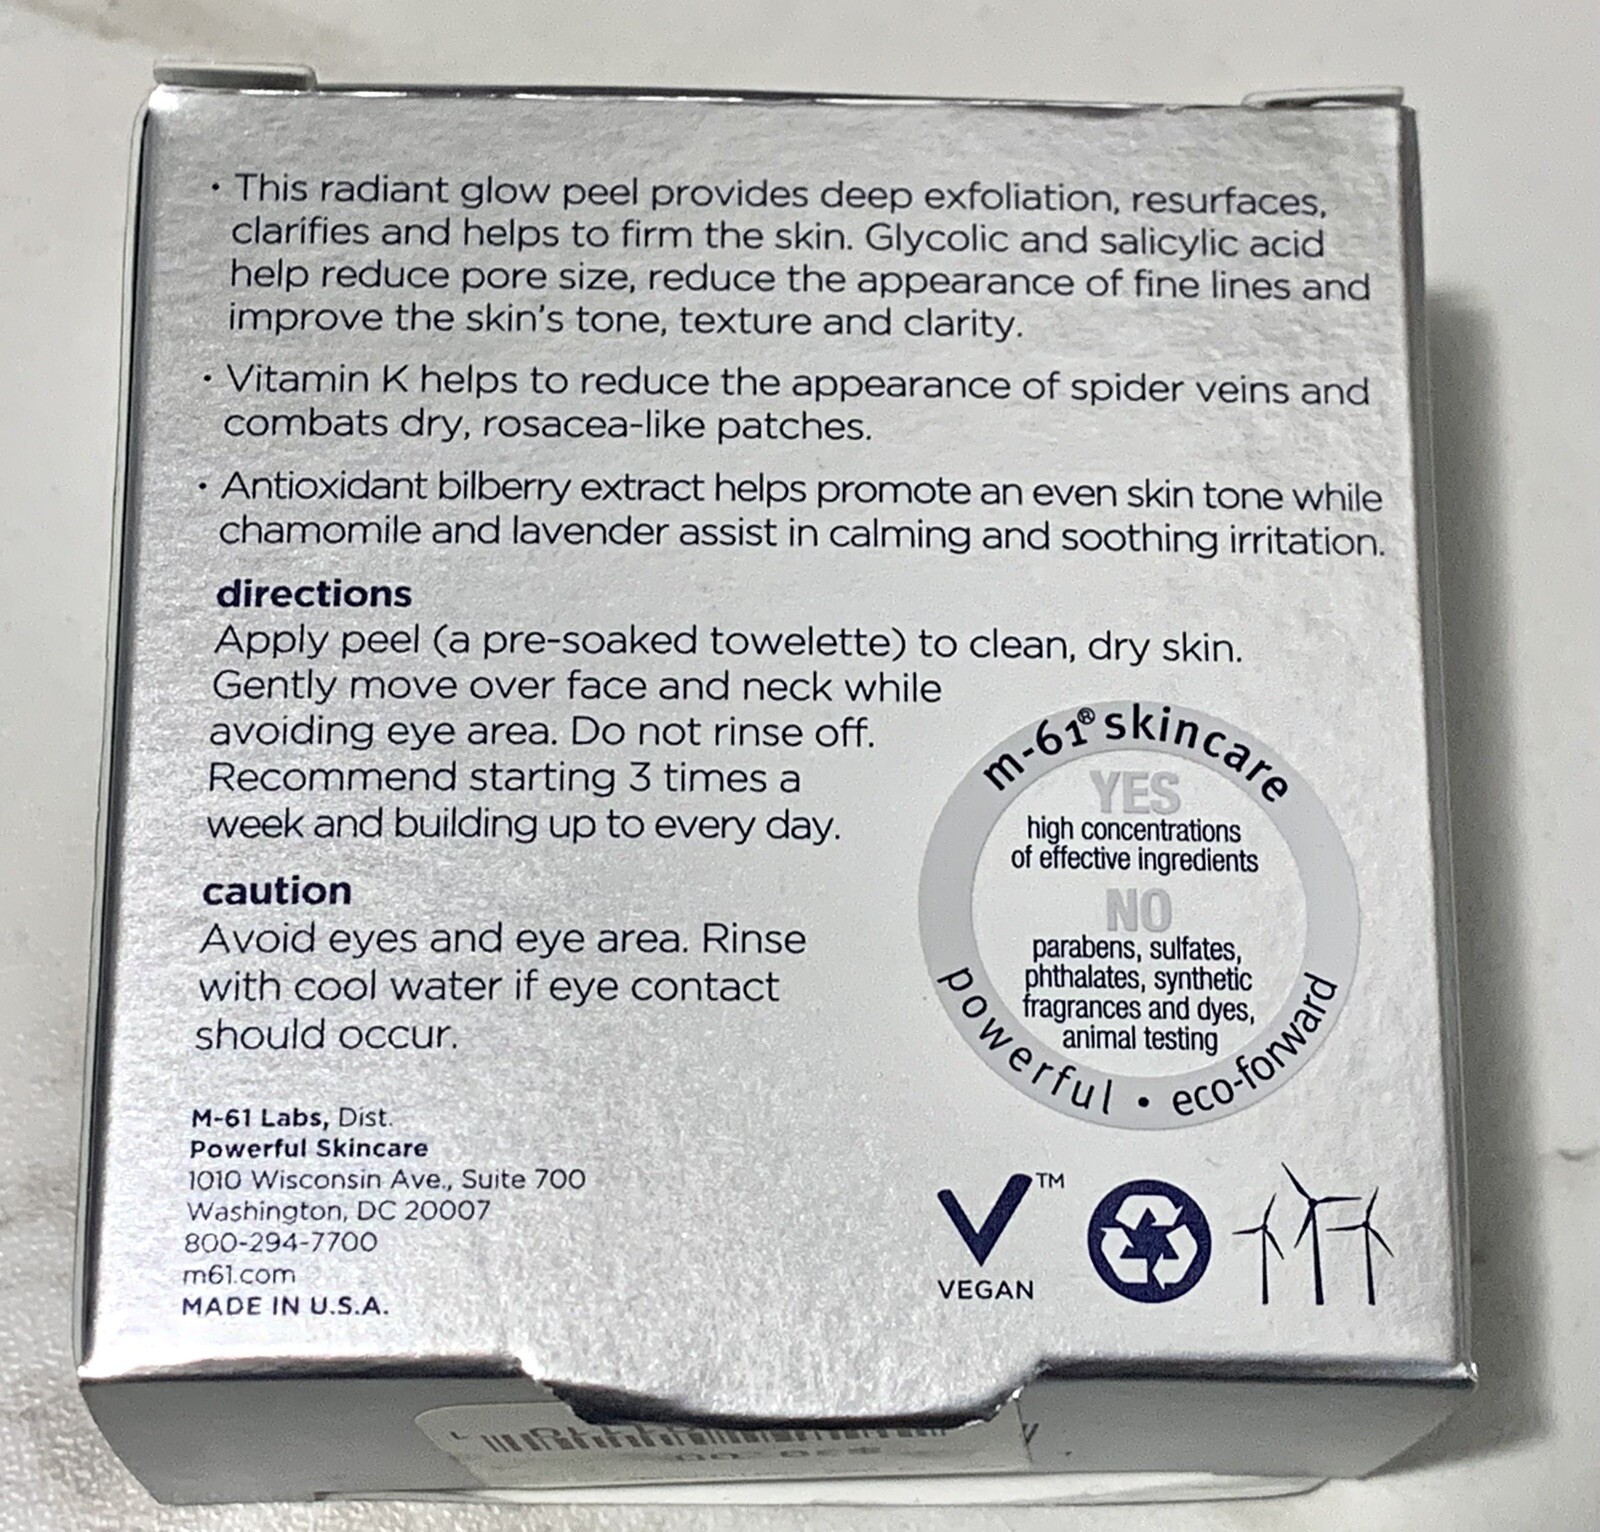 • This radiant glow peel provides deep exfoliation, resurfaces,
clarifies and helps to firm the skin. Glycolic and salicylic acid
help reduce pore size, reduce the appearance of fine lines and
improve the skin's tone, texture and clarity.
• Vitamin K helps to reduce the appearance of spider veins and
combats dry, rosacea-like patches.
• Antioxidant bilberry extract helps promote an even skin tone while
chamomile and lavender assist in calming and soothing irritation.
directions
Apply peel (a pre-soaked towelette) to clean, dry skin.
Gently move over face and neck while
avoiding eye area. Do not rinse off.
Recommend starting 3 times a
week and building up to every day.
caution
Avoid eyes and eye area. Rinse
with cool water if eye contact
should occur.
M-61 Labs, Dist.
Powerful Skincare
1010 Wisconsin Ave., Suite 700
Washington, DC 20007
800-294-7700
m61.com
MADE IN U.S.A.
m-61® skincare
YES
high concentrations
of effective ingredients
NO
parabens, sulfates,
phthalates, synthetic
fragrances and dyes,
animal testing
powerful • eco-forward
V™
VEGAN